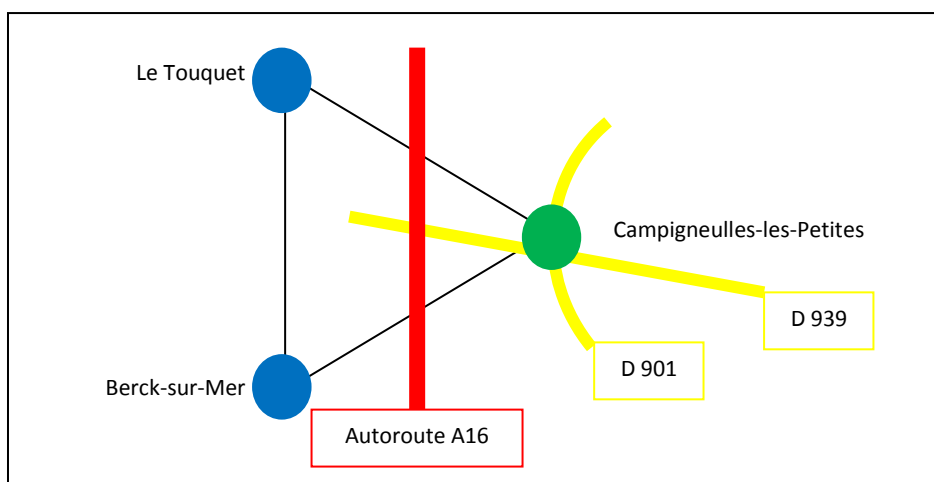 Le Touquet
Campigneulles-les-Petites
D 939
D 901
Berck-sur-Mer
Autoroute A16